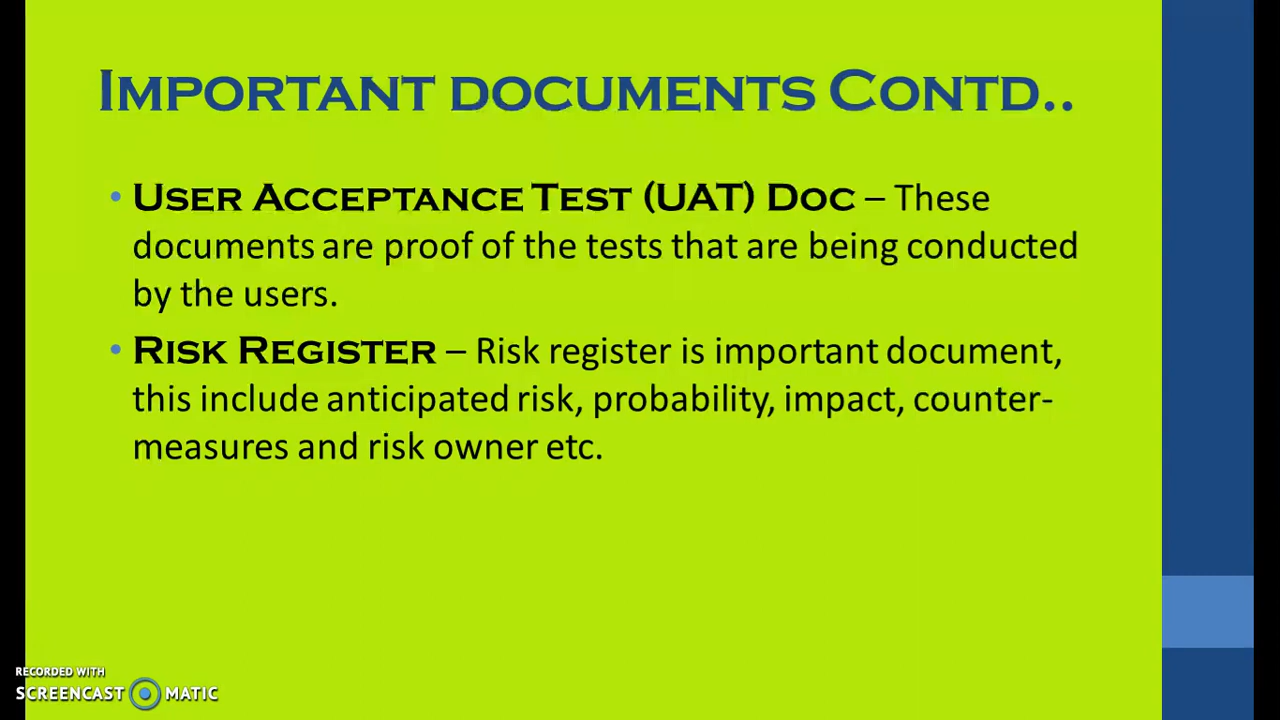 Important documents Contd..
• User Acceptance Test (UAT) Doc – These
documents are proof of the tests that are being conducted
by the users.
• Risk Register – Risk register is important document,
this include anticipated risk, probability, impact, counter-
measures and risk owner etc.
RECORDED WITH
SCREENCAST MATIC